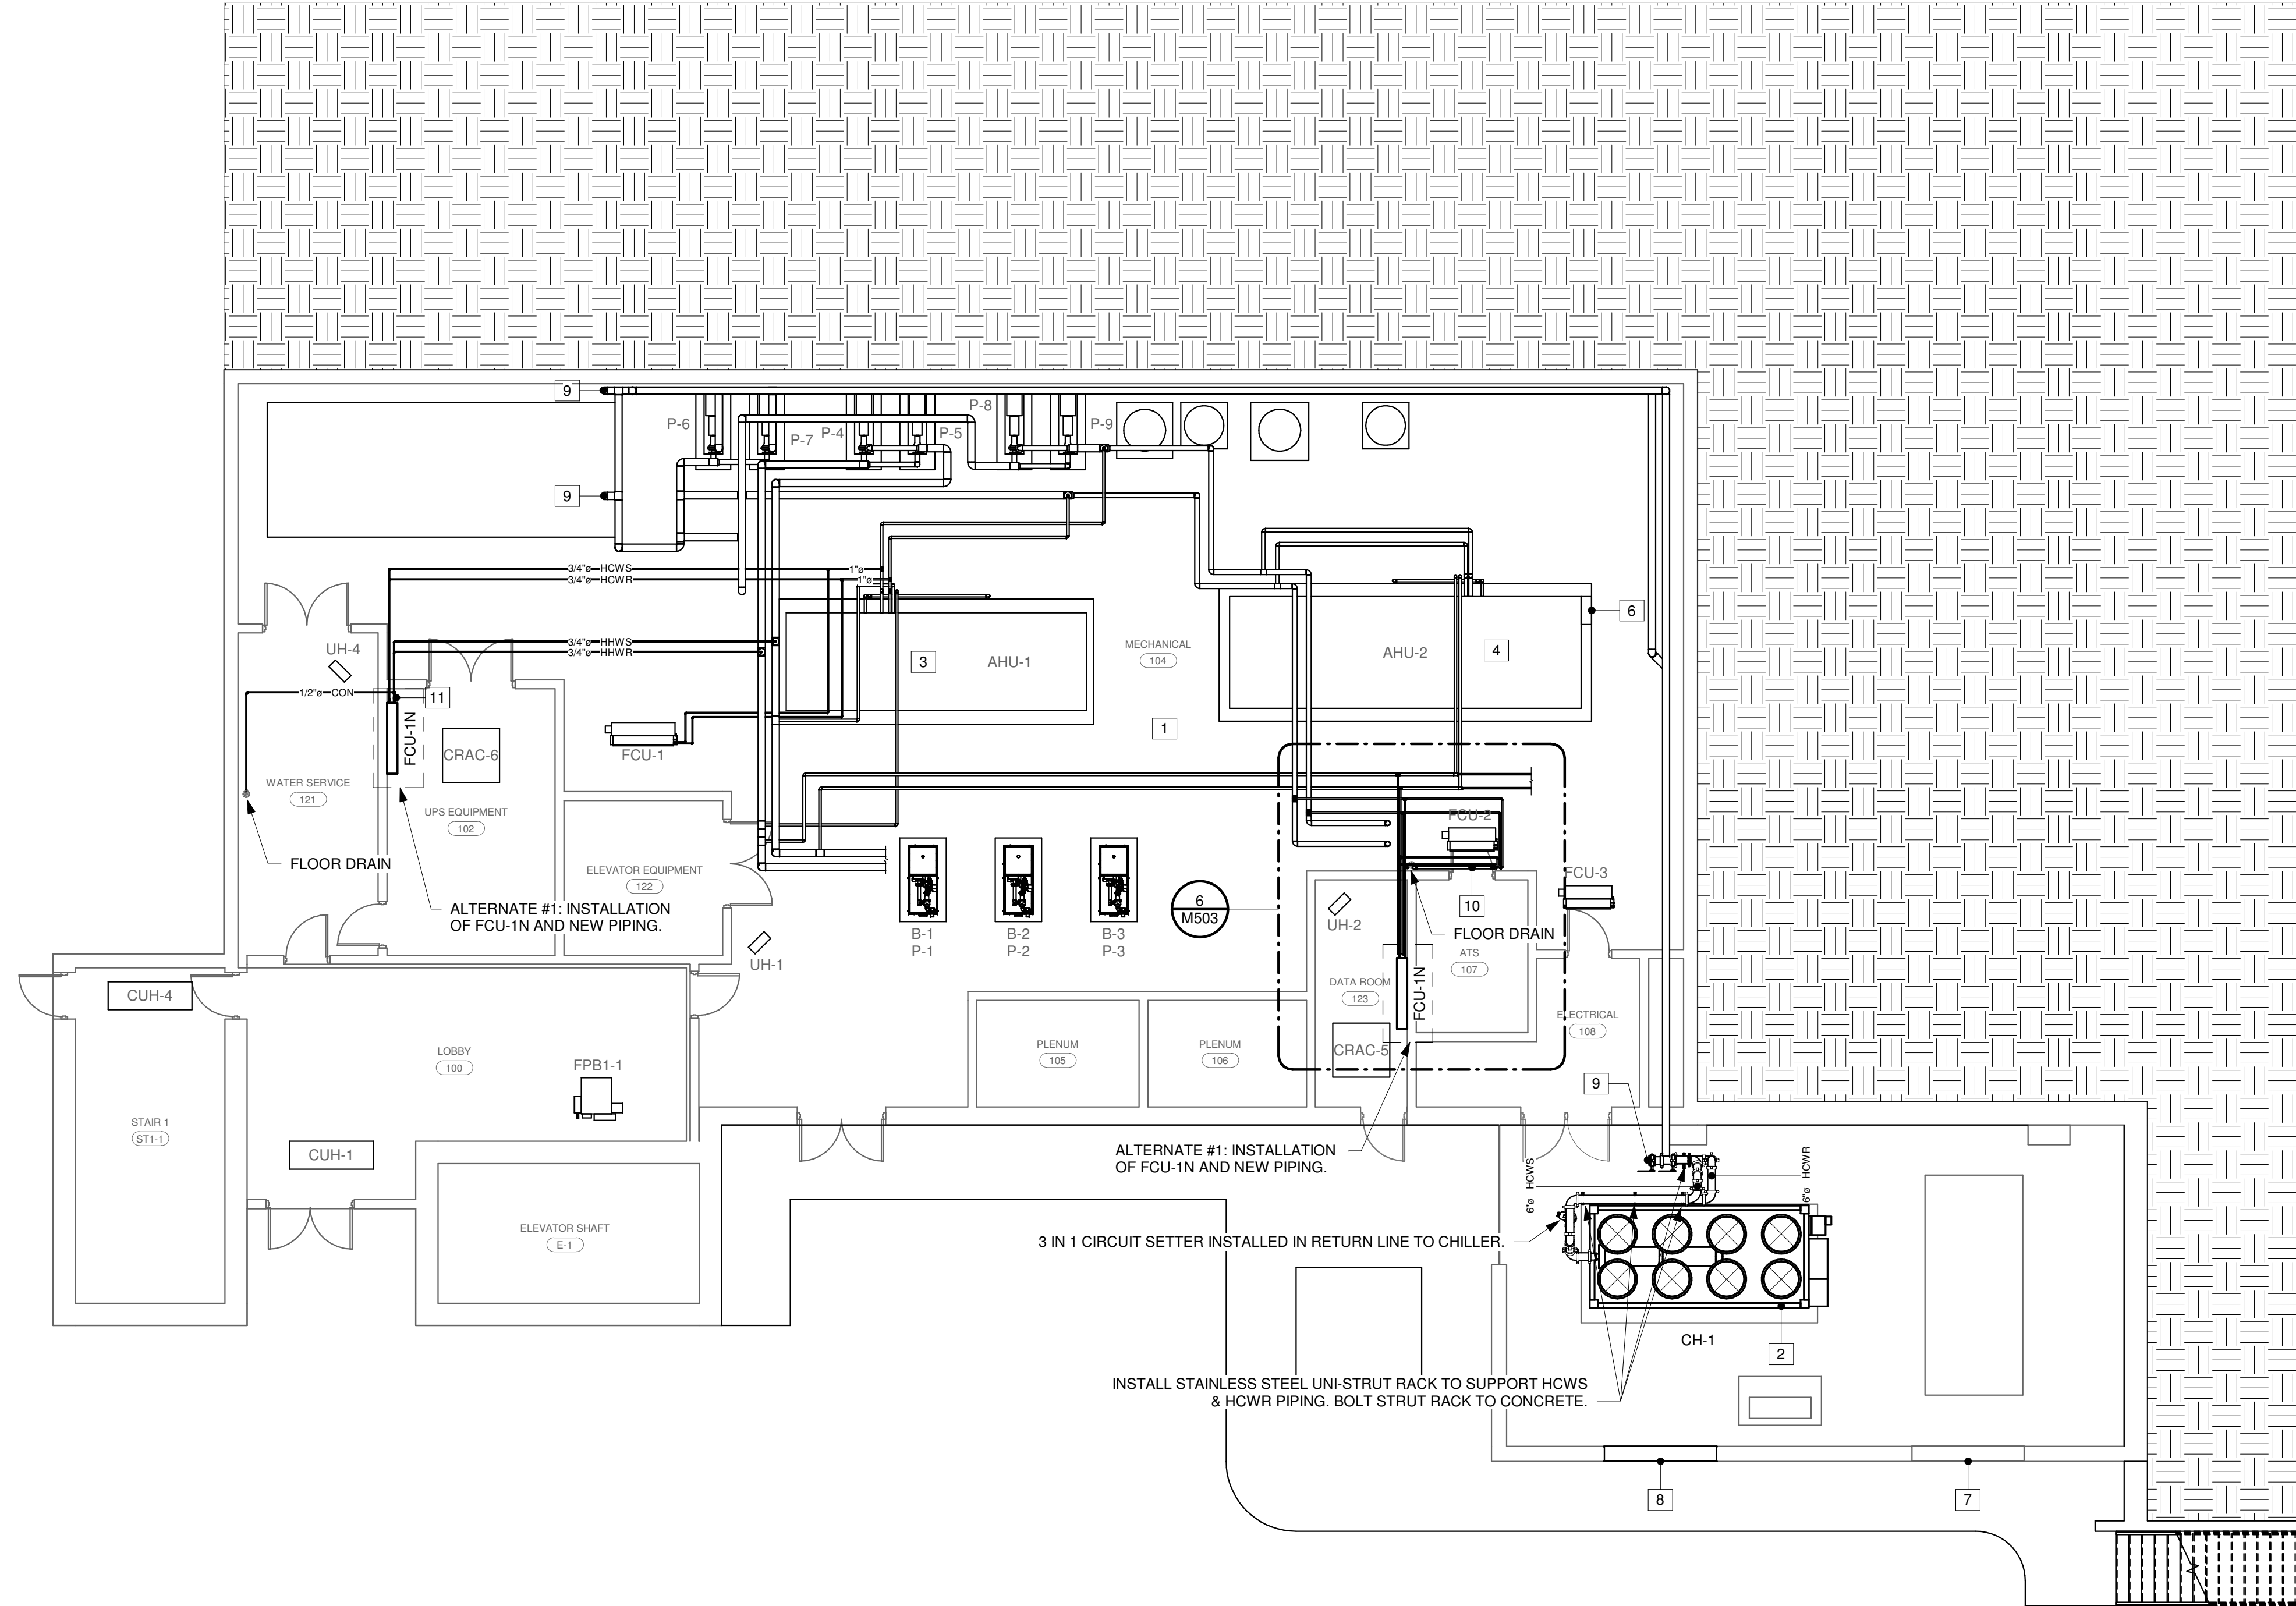 9
P-6
P-7
P-4
P-5
P-8
P-9
9
3/4"ø HCWS
3/4"ø HCWR
1"ø
1"ø
6
UH-4
3/4"ø HHWS
3/4"ø HHWR
3
AHU-1
MECHANICAL
104
AHU-2
4
1/2"ø CON
11
FCU-1N
CRAC-6
FCU-1
1
WATER SERVICE
121
UPS EQUIPMENT
102
FLOOR DRAIN
ELEVATOR EQUIPMENT
122
ALTERNATE #1: INSTALLATION
OF FCU-1N AND NEW PIPING.
FCU-2
FCU-3
6
M503
10
UH-2
FLOOR DRAIN
B-1
P-1
B-2
P-2
B-3
P-3
UH-1
ATS
107
DATA ROOM
123
FCU-1N
CUH-4
ELECTRICAL
108
LOBBY
100
FPB1-1
PLENUM
105
PLENUM
106
CRAC-5
9
STAIR 1
ST1-1
CUH-1
ALTERNATE #1: INSTALLATION
OF FCU-1N AND NEW PIPING.
6"ø HCWS
6"ø HCWR
ELEVATOR SHAFT
E-1
3 IN 1 CIRCUIT SETTER INSTALLED IN RETURN LINE TO CHILLER.
CH-1
2
INSTALL STAINLESS STEEL UNI-STRUT RACK TO SUPPORT HCWS
& HCWR PIPING. BOLT STRUT RACK TO CONCRETE.
8
7